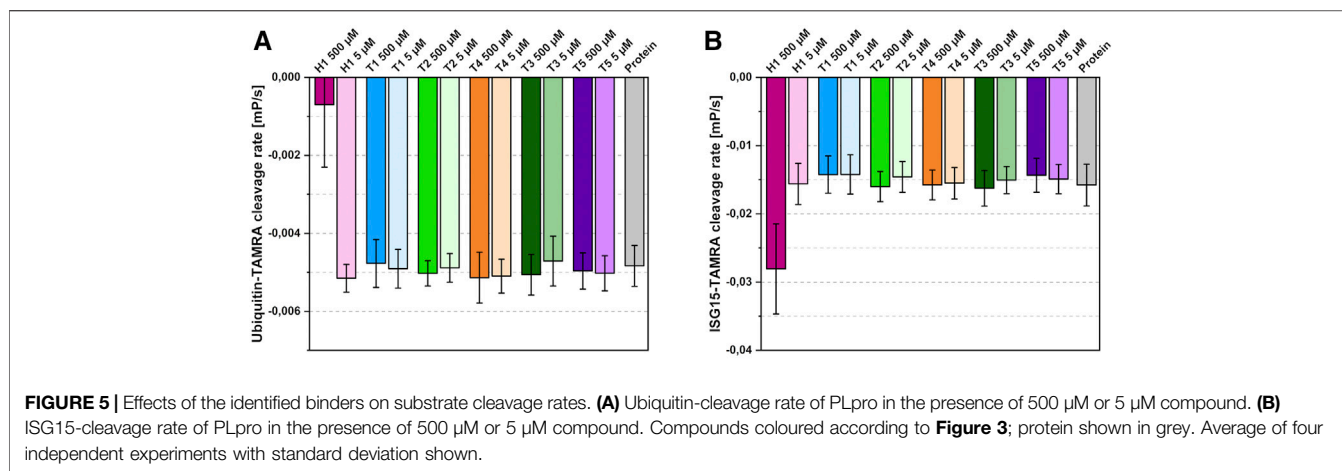 A
H1 500 µM
H1 5 µM
T1 500 µM
T1 5 µM
T2 500 µM
T2 5 µM
T4 500 µM
T4 5 µM
T3 500 µM
T3 5 µM
T5 500 µM
T5 5 µM
Protein
0,000
-0,002
-0,004
-0,006
Ubiquitin-TAMRA cleavage rate [mP/s]
B
H1 500 µM
H1 5 µM
T1 500 µM
T1 5 µM
T2 500 µM
T2 5 µM
T4 500 µM
T4 5 µM
T3 500 µM
T3 5 µM
T5 500 µM
T5 5 µM
Protein
0,00
-0,01
-0,02
-0,03
-0,04
ISG15-TAMRA cleavage rate [mP/s]
FIGURE 5 | Effects of the identified binders on substrate cleavage rates. (A) Ubiquitin-cleavage rate of PLpro in the presence of 500 µM or 5 µM compound. (B)
ISG15-cleavage rate of PLpro in the presence of 500 µM or 5 µM compound. Compounds coloured according to Figure 3; protein shown in grey. Average of four
independent experiments with standard deviation shown.